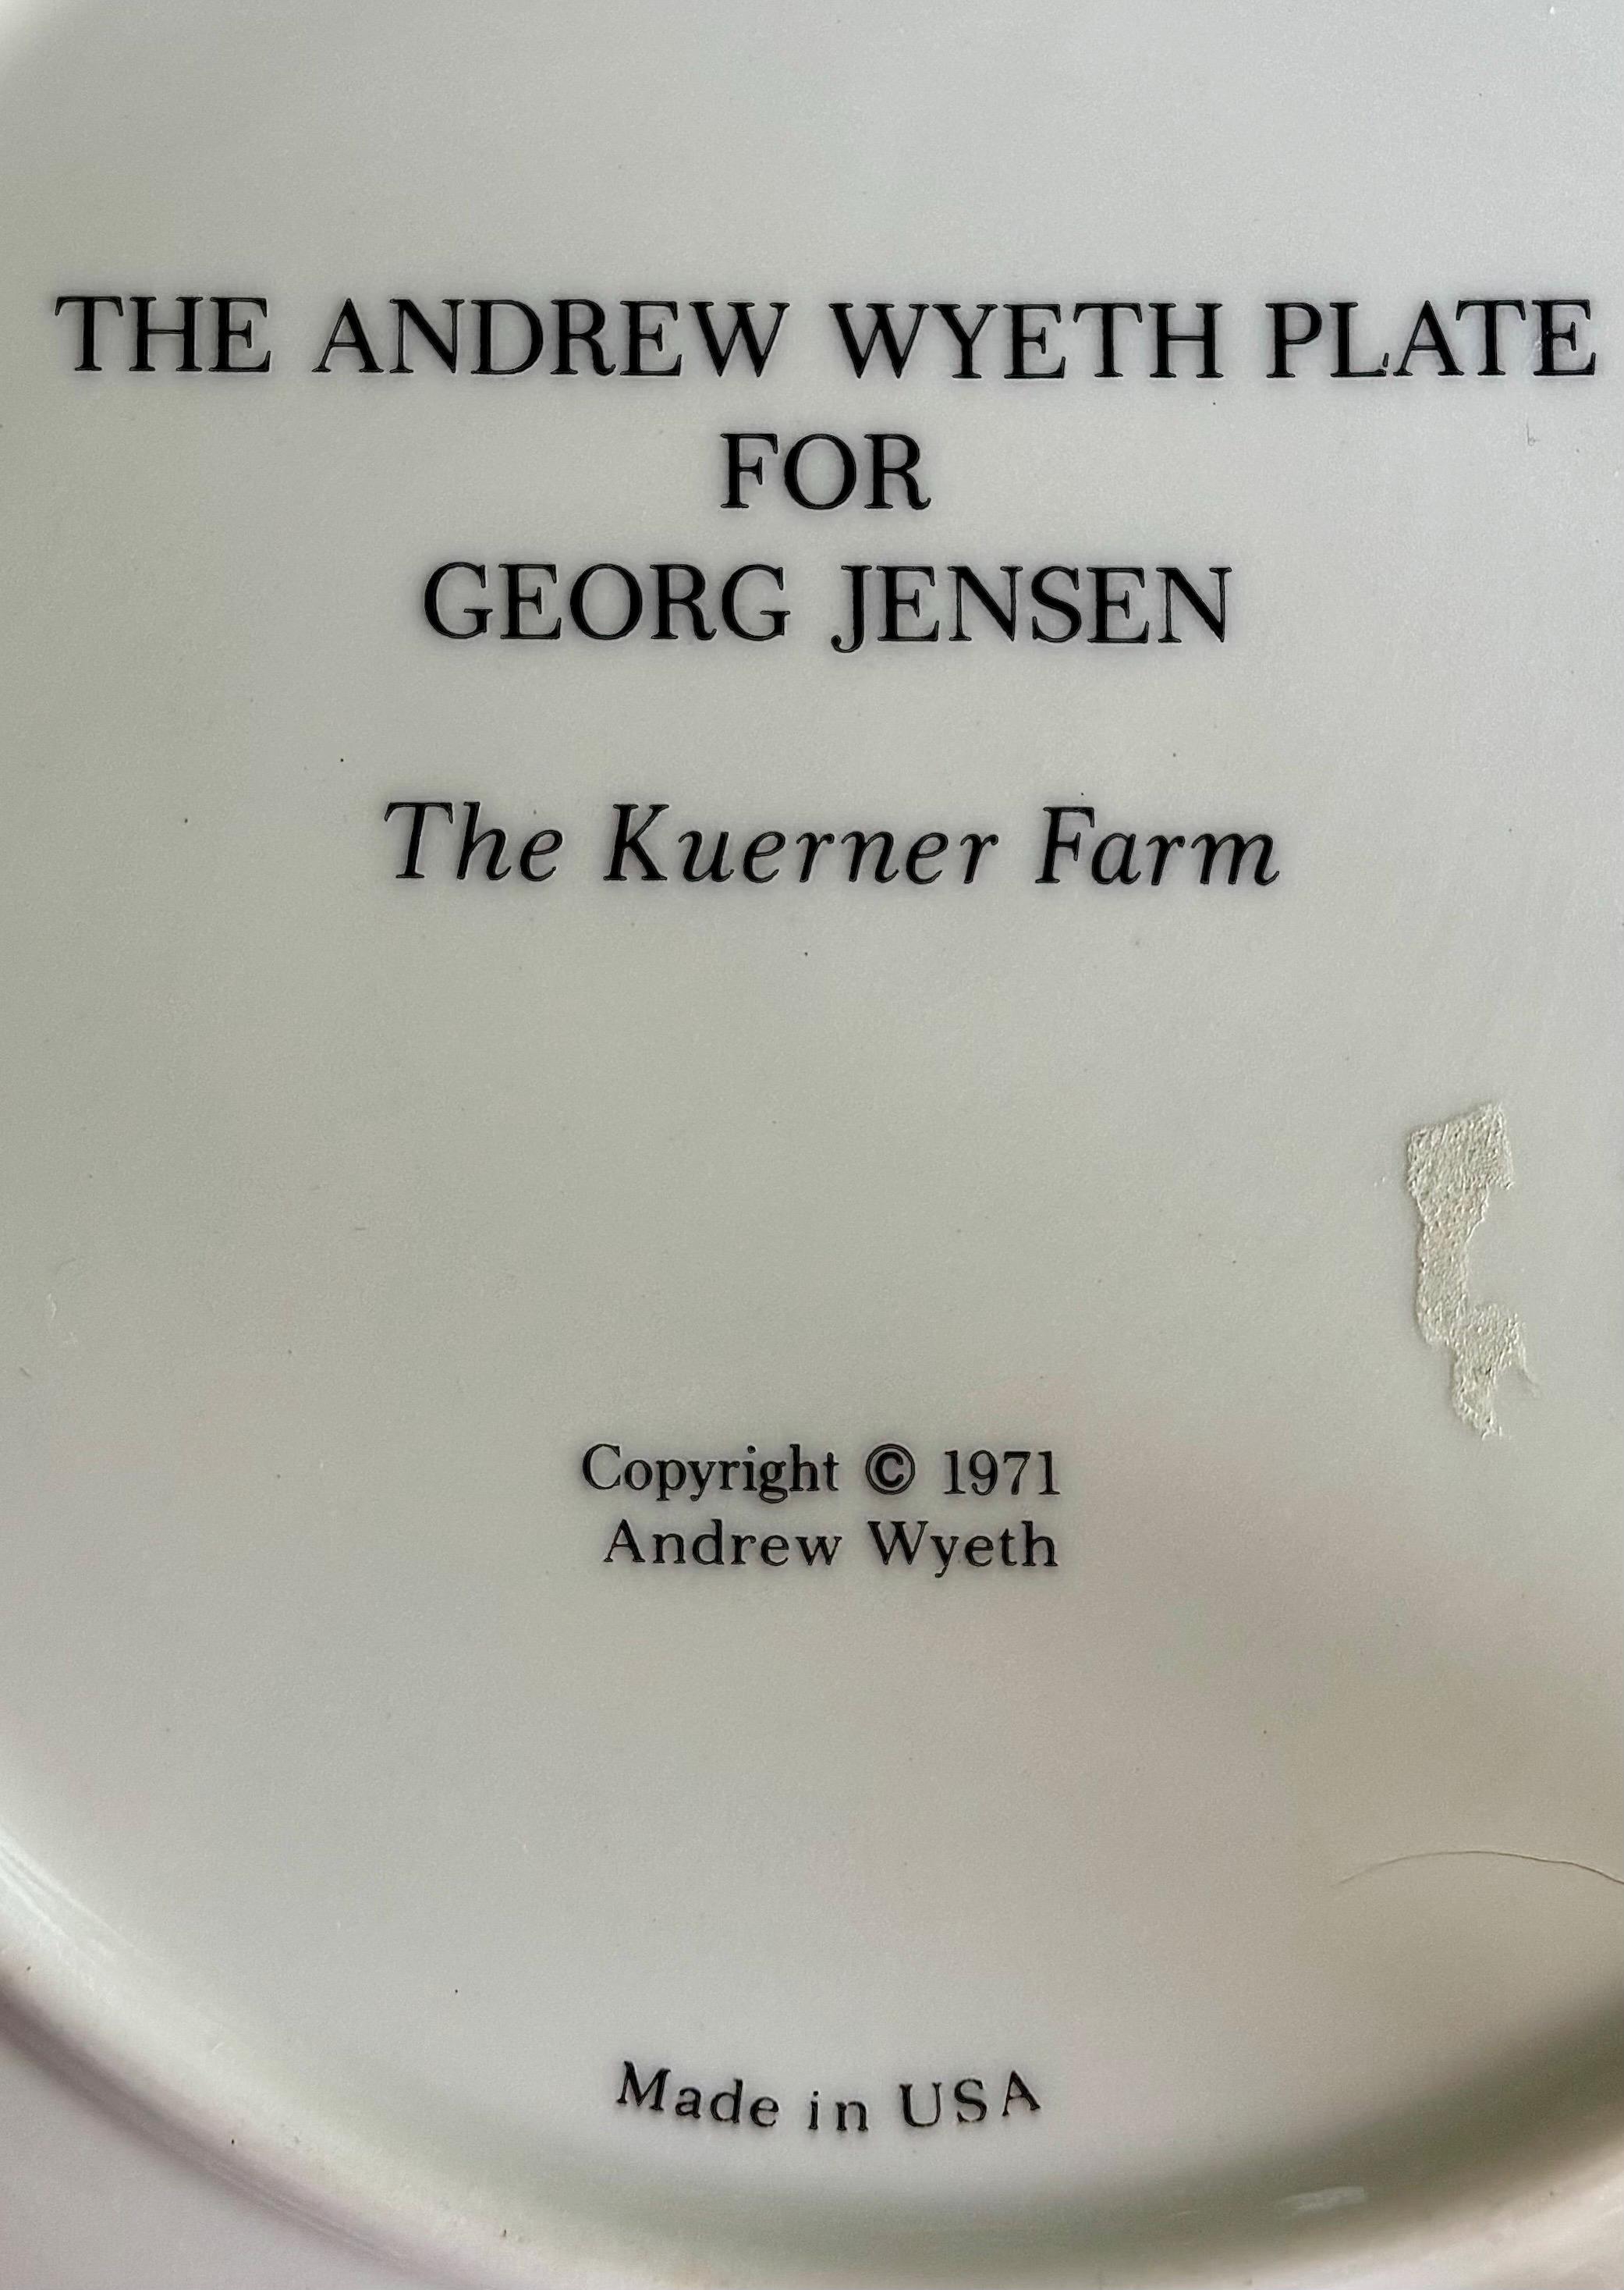 THE ANDREW WYETH PLATE
FOR
GEORG JENSEN
The Kuerner Farm
Copyright © 1971
Andrew Wyeth
Made in USA